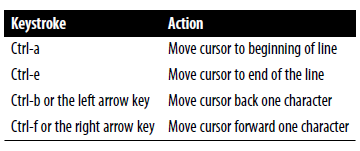 Keystroke Action
Ctrl-a Move cursor to beginning of line
Ctrl-e Move cursor to end of the line
Ctrl-b or the left arrow key Move cursor back one character
Ctrl-f or the right arrow key Move cursor forward one character